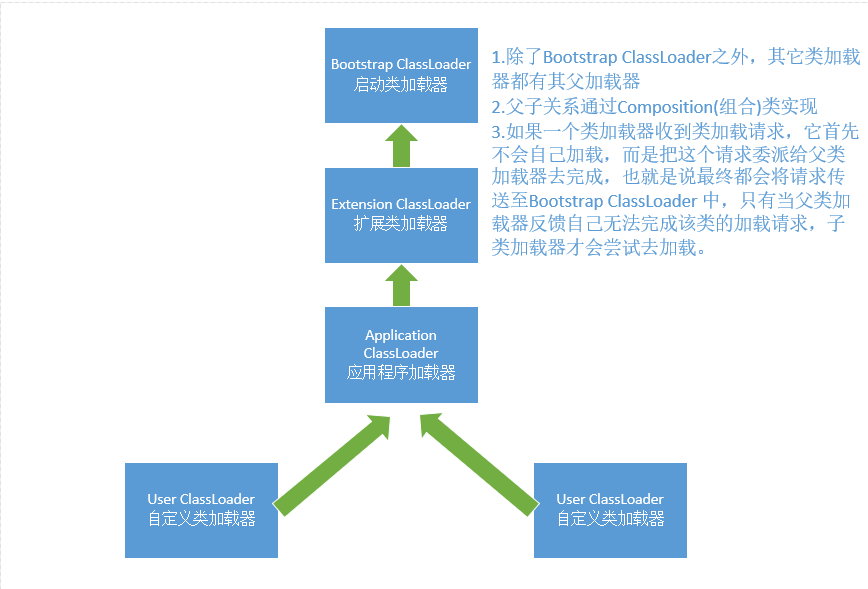 Bootstrap ClassLoader
启动类加载器
1.除了Bootstrap ClassLoader之外，其它类加载
器都有其父加载器
2.父子关系通过Composition(组合)类实现
3.如果一个类加载器收到类加载请求，它首先
不会自己加载，而是把这个请求委派给父类
加载器去完成，也就是说最终都会将请求传
送至Bootstrap ClassLoader 中，只有当父类加
载器反馈自己无法完成该类的加载请求，子
类加载器才会尝试去加载。
Extension ClassLoader
扩展类加载器
Application
ClassLoader
应用程序加载器
User ClassLoader
自定义类加载器
User ClassLoader
自定义类加载器